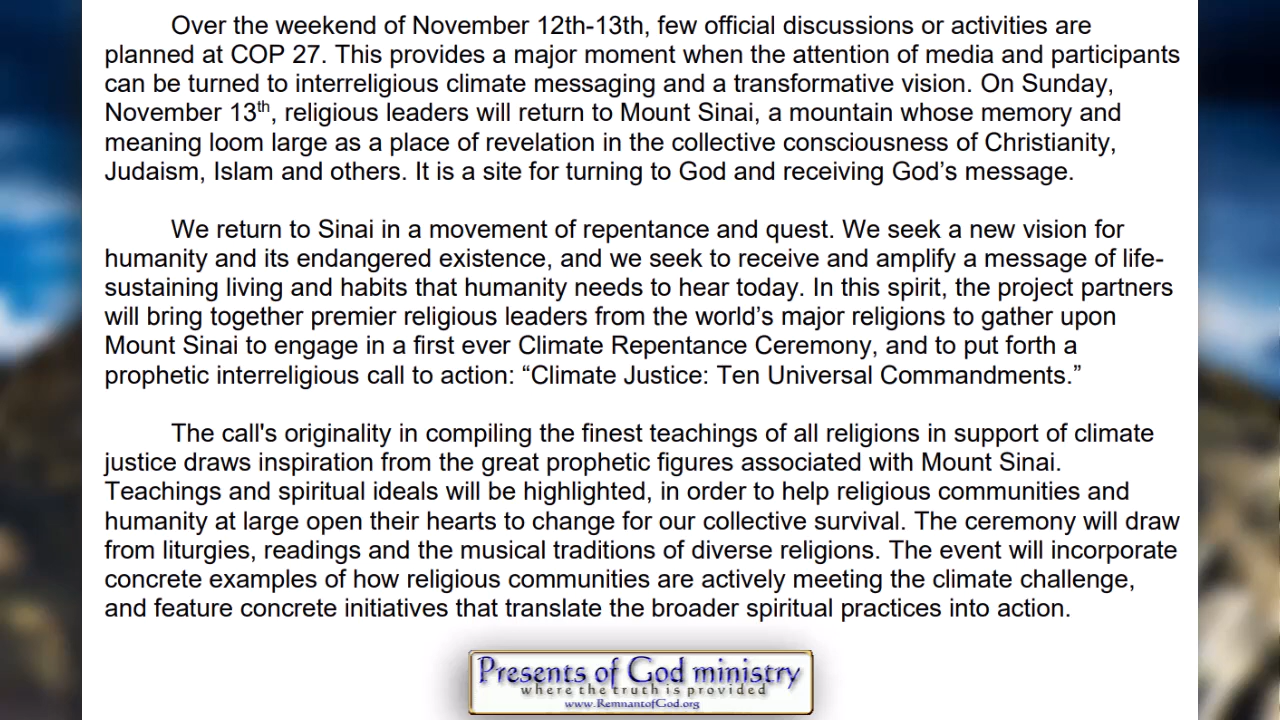 Over the weekend of November 12th-13th, few official discussions or activities are
planned at COP 27. This provides a major moment when the attention of media and participants
can be turned to interreligious climate messaging and a transformative vision. On Sunday,
November 13th, religious leaders will return to Mount Sinai, a mountain whose memory and
meaning loom large as a place of revelation in the collective consciousness of Christianity,
Judaism, Islam and others. It is a site for turning to God and receiving God’s message.
We return to Sinai in a movement of repentance and quest. We seek a new vision for
humanity and its endangered existence, and we seek to receive and amplify a message of life-
sustaining living and habits that humanity needs to hear today. In this spirit, the project partners
will bring together premier religious leaders from the world’s major religions to gather upon
Mount Sinai to engage in a first ever Climate Repentance Ceremony, and to put forth a
prophetic interreligious call to action: “Climate Justice: Ten Universal Commandments.”
The call's originality in compiling the finest teachings of all religions in support of climate
justice draws inspiration from the great prophetic figures associated with Mount Sinai.
Teachings and spiritual ideals will be highlighted, in order to help religious communities and
humanity at large open their hearts to change for our collective survival. The ceremony will draw
from liturgies, readings and the musical traditions of diverse religions. The event will incorporate
concrete examples of how religious communities are actively meeting the climate challenge,
and feature concrete initiatives that translate the broader spiritual practices into action.
Presents of God ministry
where the truth is provided
www.RemnantofGod.org